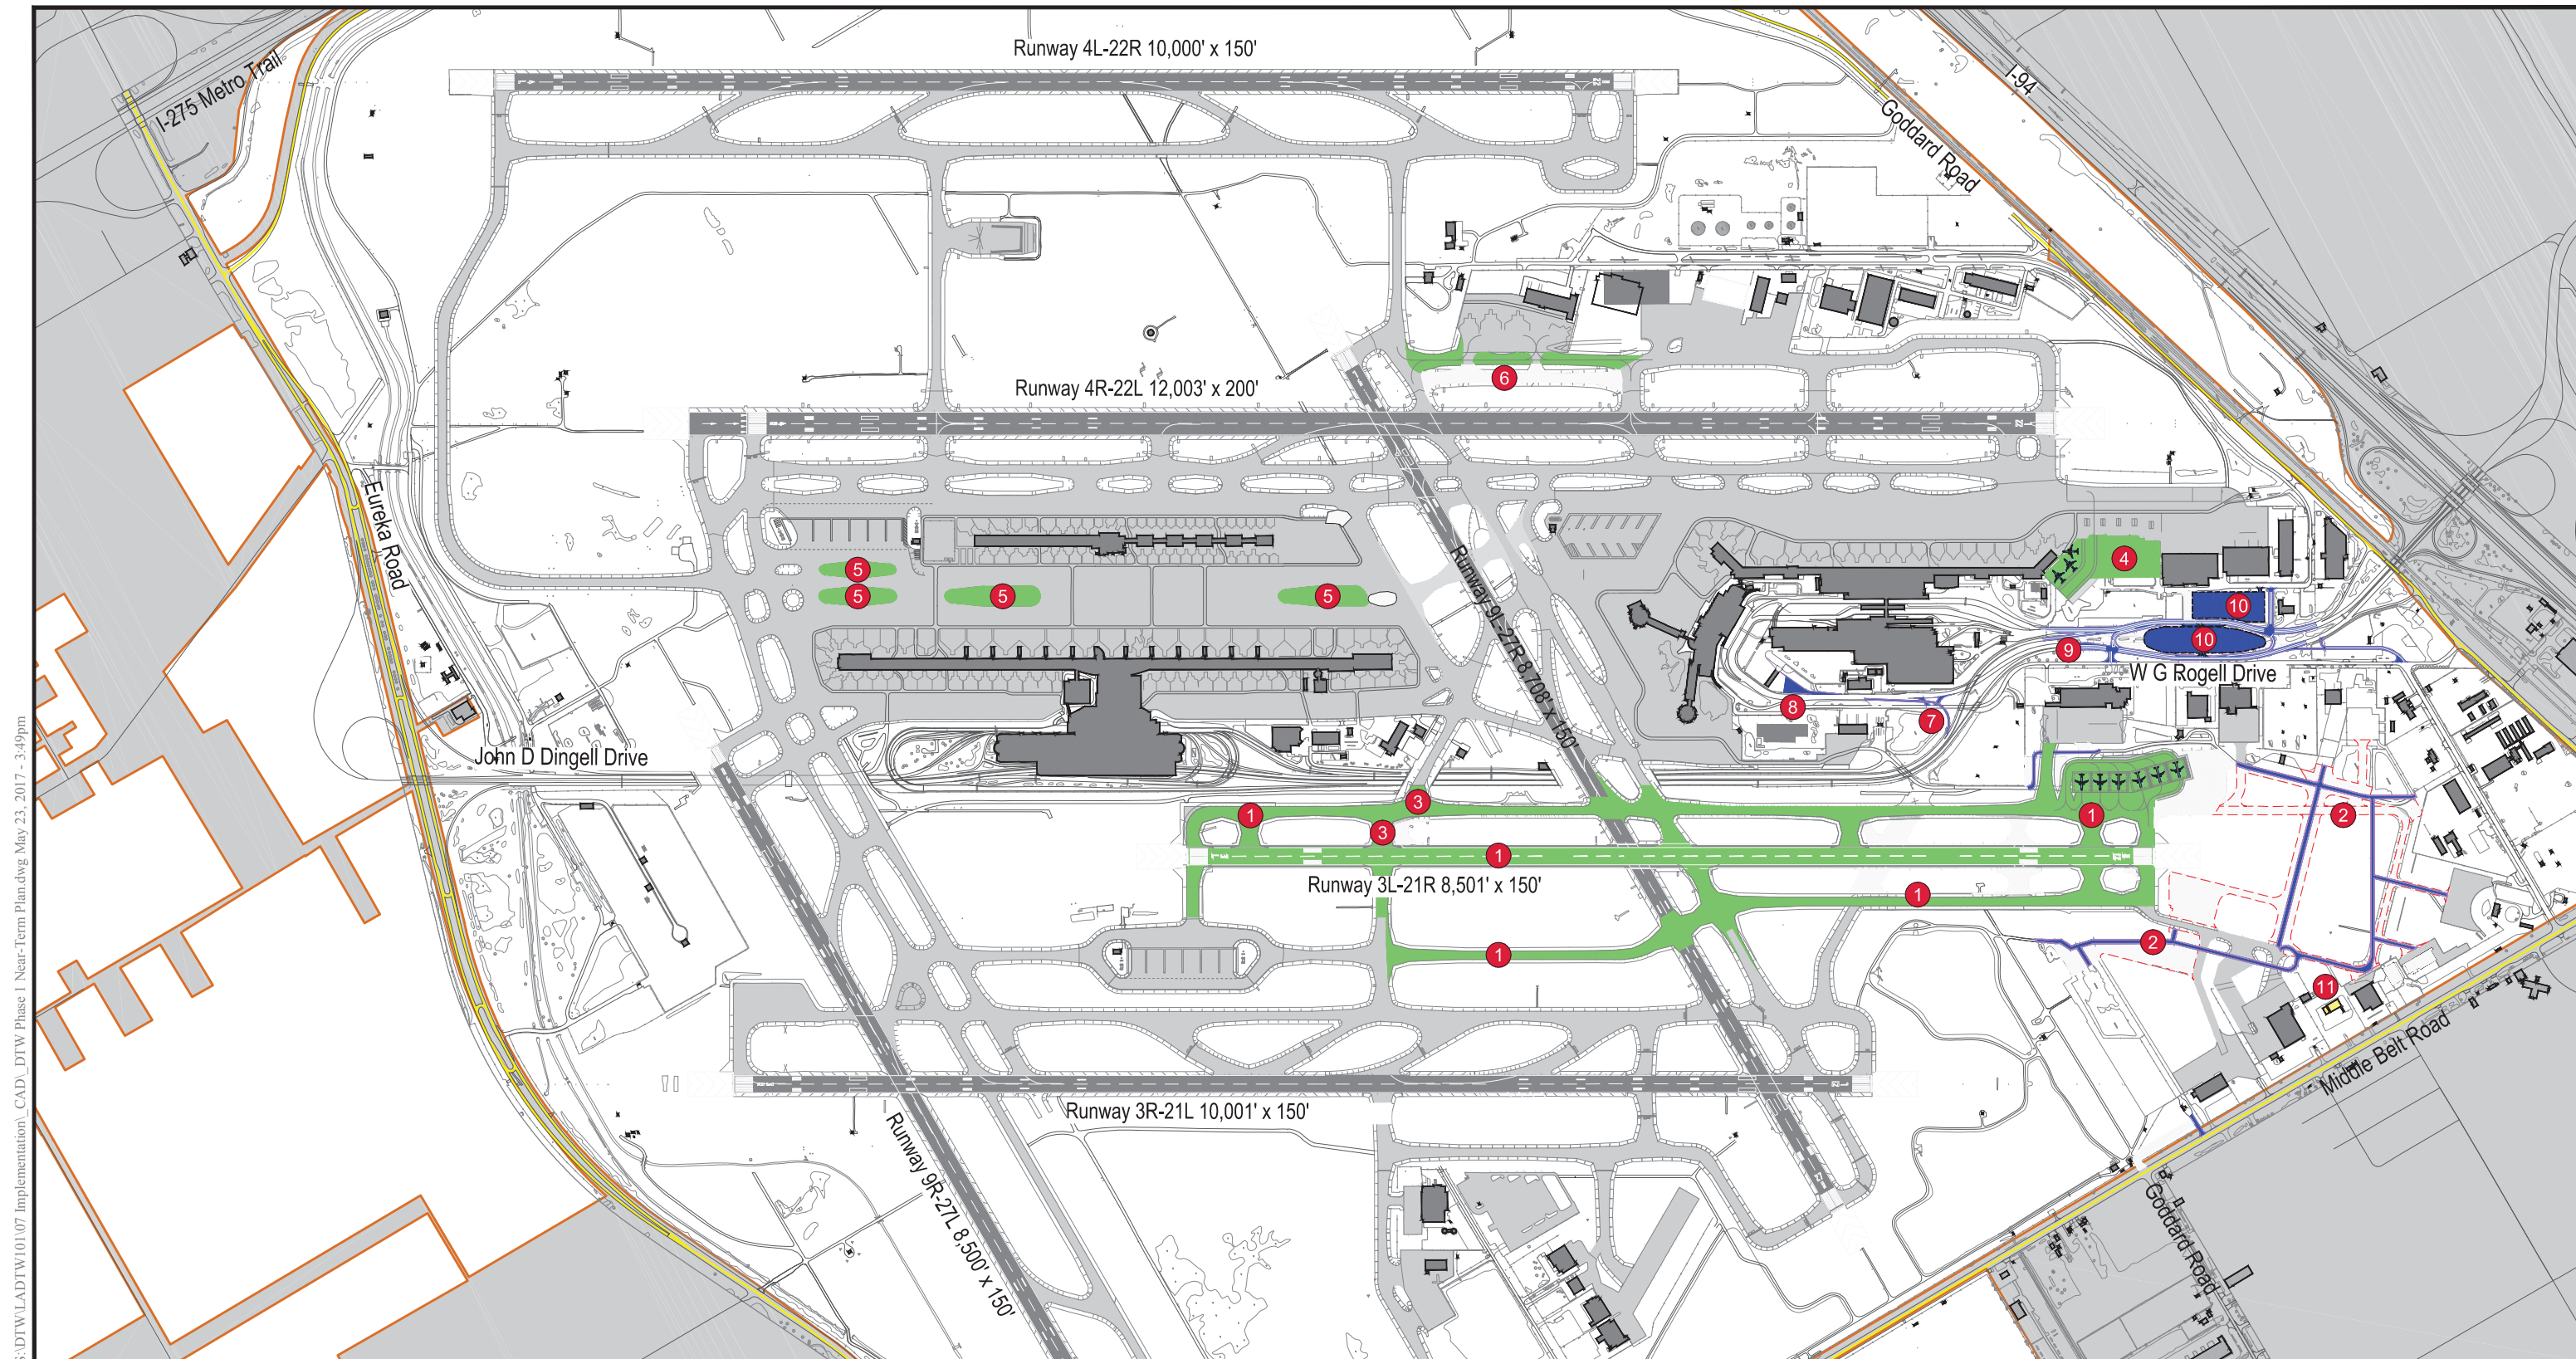 Runway 4L-22R 10,000' x 150'
I-275 Metro Trail
I-94
Goddard Road
Runway 4R-22L 12,003' x 200'
6
Eureka Road
Runway 9L-27R 8,708' x 150'
4
5
5
5
5
10
10
9
W G Rogell Drive
8
7
John D Dingell Drive
3
1
1
2
3
1
Runway 3L-21R 8,501' x 150'
1
2
1
11
Middle Belt Road
Runway 3R-21L 10,001' x 150'
Runway 9R-27L 8,500' x 150'
Goddard Road
S:\DTW\LADTW101\07 Implementation\_CAD\_DTW Phase 1 Near-Term Plan.dwg May 23, 2017 - 3:49pm